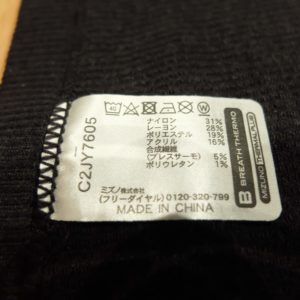 40
ナイロン 31%
レーヨン 28%
ポリエステル 19%
アクリル 16%
合成繊維
(ブレスサーモ) 5%
ポリウレタン 1%
ミズノ株式会社
(フリーダイヤル) 0120-320-799
MADE IN CHINA
C2JY7605
B BREATH THERMO
MIZUNO